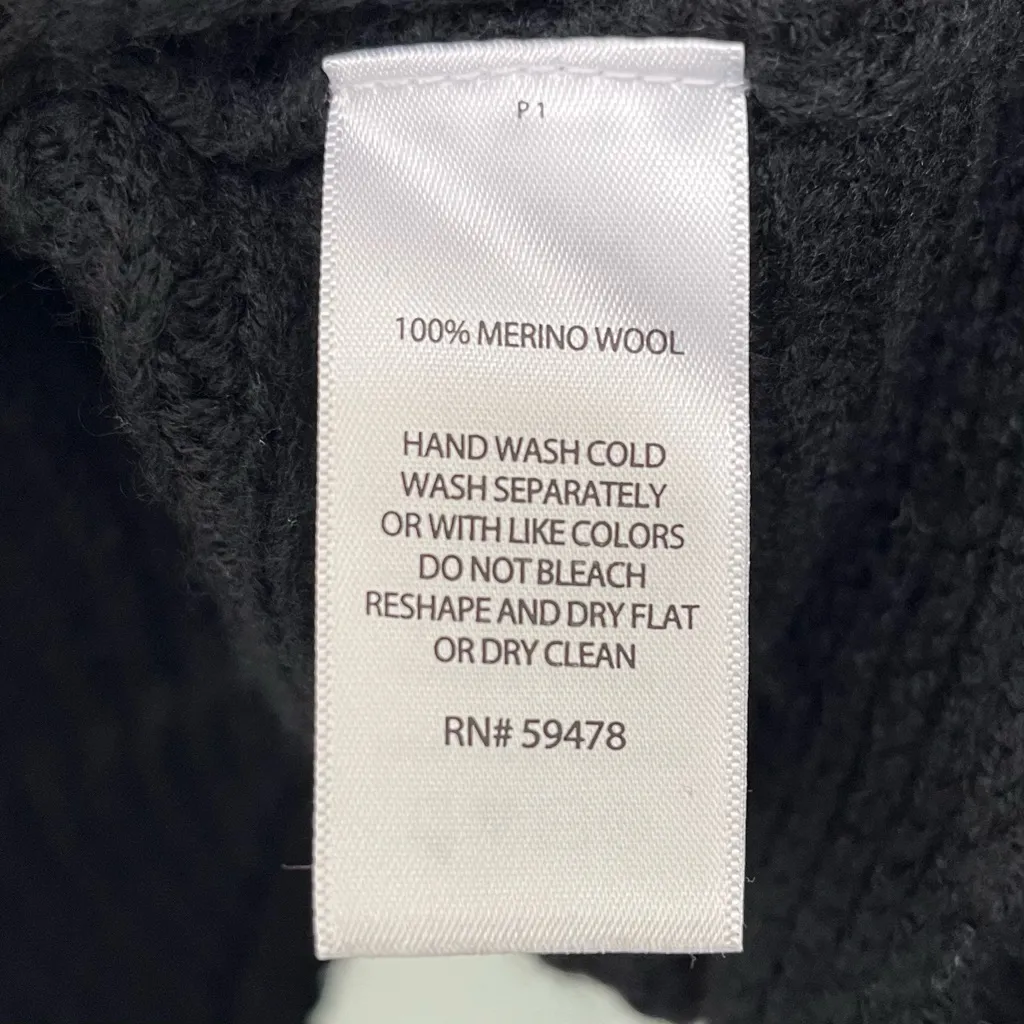 P 1
100% MERINO WOOL
HAND WASH COLD
WASH SEPARATELY
OR WITH LIKE COLORS
DO NOT BLEACH
RESHAPE AND DRY FLAT
OR DRY CLEAN
RN# 59478